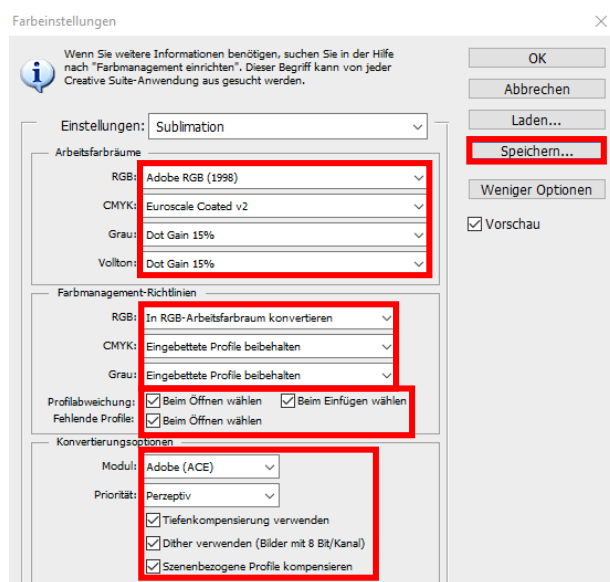 Farbeinstellungen
Wenn Sie weitere Informationen benötigen, suchen Sie in der Hilfe
nach "Farbmanagement einrichten". Dieser Begriff kann von jeder
Creative Suite-Anwendung aus gesucht werden.
OK
Abbrechen
Laden...
Speichern...
Weniger Optionen
Vorschau
Einstellungen: Sublimation
Arbeitsfarbräume
RGB: Adobe RGB (1998)
CMYK: Euroscale Coated v2
Grau: Dot Gain 15%
Vollton: Dot Gain 15%
Farbmanagement-Richtlinien
RGB: In RGB-Arbeitsfarbraum konvertieren
CMYK: Eingebettete Profile beibehalten
Grau: Eingebettete Profile beibehalten
Profilabweichung: Beim Öffnen wählen Beim Einfügen wählen
Fehlende Profile: Beim Öffnen wählen
Konvertierungsoptionen
Modul: Adobe (ACE)
Priorität: Perzeptiv
Tiefenkompensierung verwenden
Dither verwenden (Bilder mit 8 Bit/Kanal)
Szenenbezogene Profile kompensieren